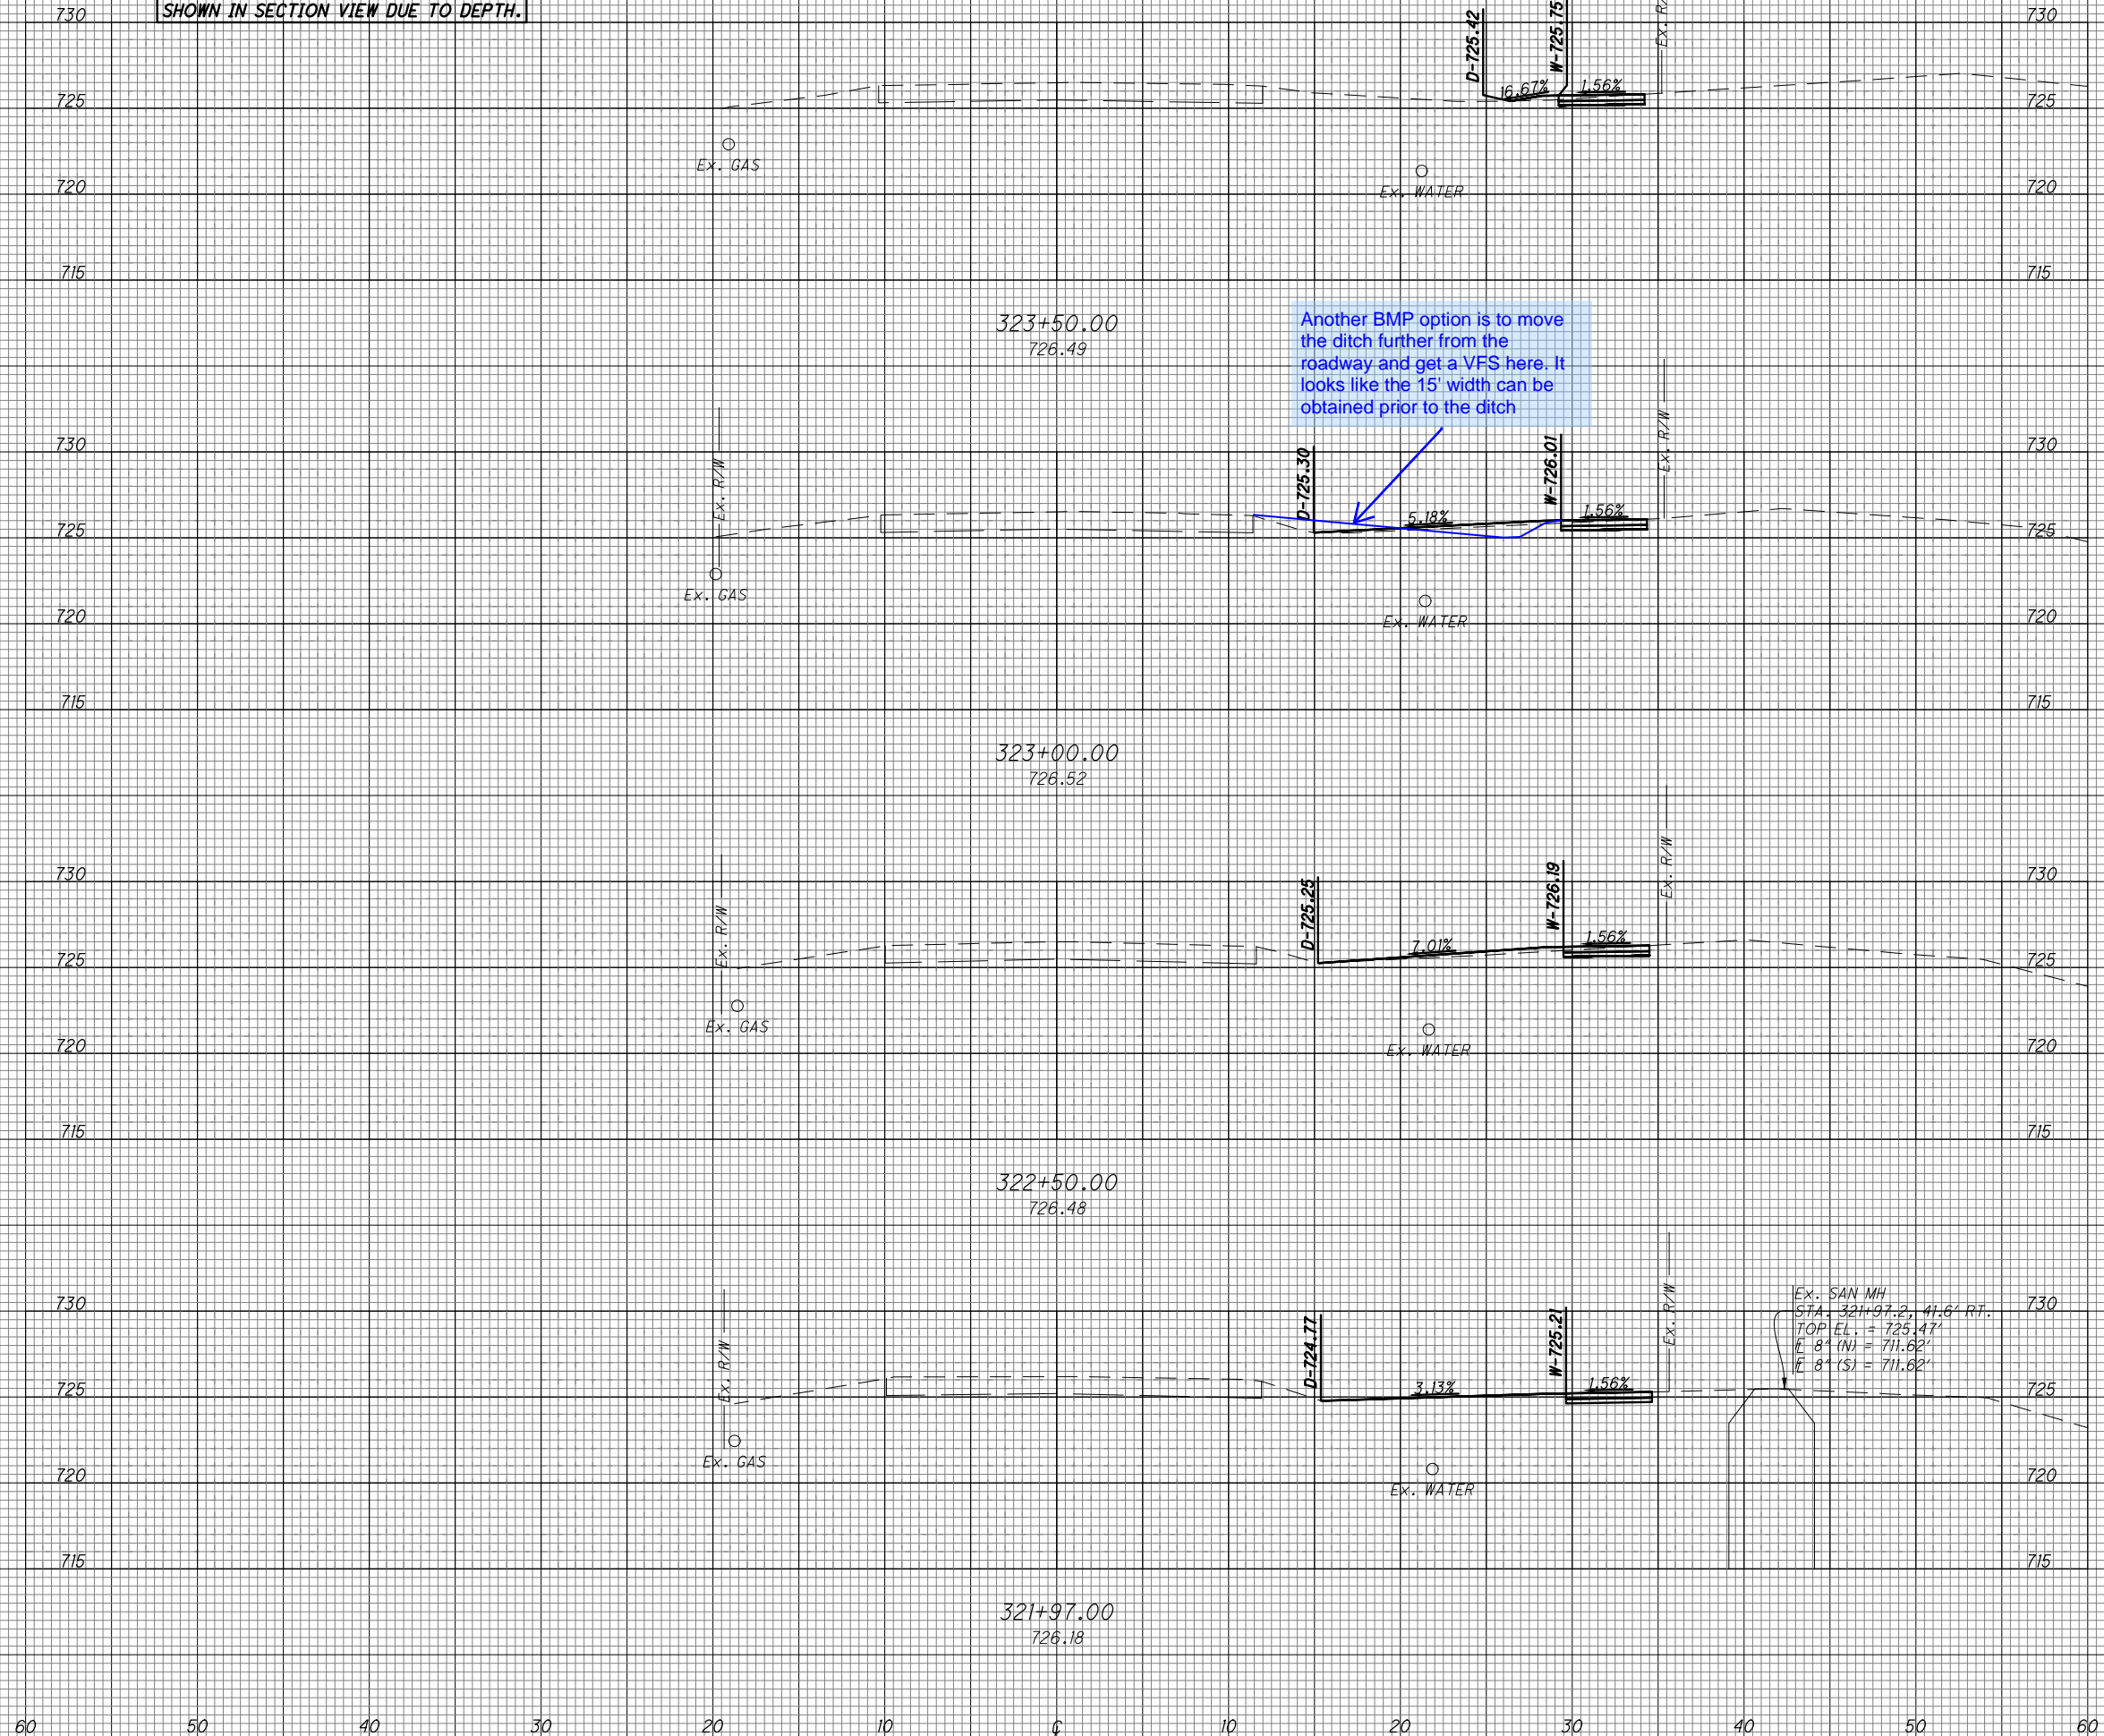 SHOWN IN SECTION VIEW DUE TO DEPTH.
730
D-725.42
W-725.75
730
16.67%
1.56%
725
725
Ex. GAS
720
Ex. WATER
720
715
715
323+50.00
726.49
Another BMP option is to move
the ditch further from the
roadway and get a VFS here. It
looks like the 15' width can be
obtained prior to the ditch
730
Ex. R/W
D-725.30
W-726.01
Ex. R/W
730
725
5.18%
1.56%
725
Ex. GAS
720
Ex. WATER
720
715
715
323+00.00
726.52
730
Ex. R/W
D-725.25
W-726.19
Ex. R/W
730
725
7.01%
1.56%
725
Ex. GAS
720
Ex. WATER
720
715
715
322+50.00
726.48
730
Ex. R/W
D-724.77
W-725.21
Ex. R/W
Ex. SAN MH
STA. 321+97.2, 41.6' RT.
TOP EL. = 725.47'
8" (N) = 711.62'
8" (S) = 711.62'
730
725
3.13%
1.56%
725
Ex. GAS
720
Ex. WATER
720
715
715
321+97.00
726.18
60 50 40 30 20 10 10 20 30 40 50 60